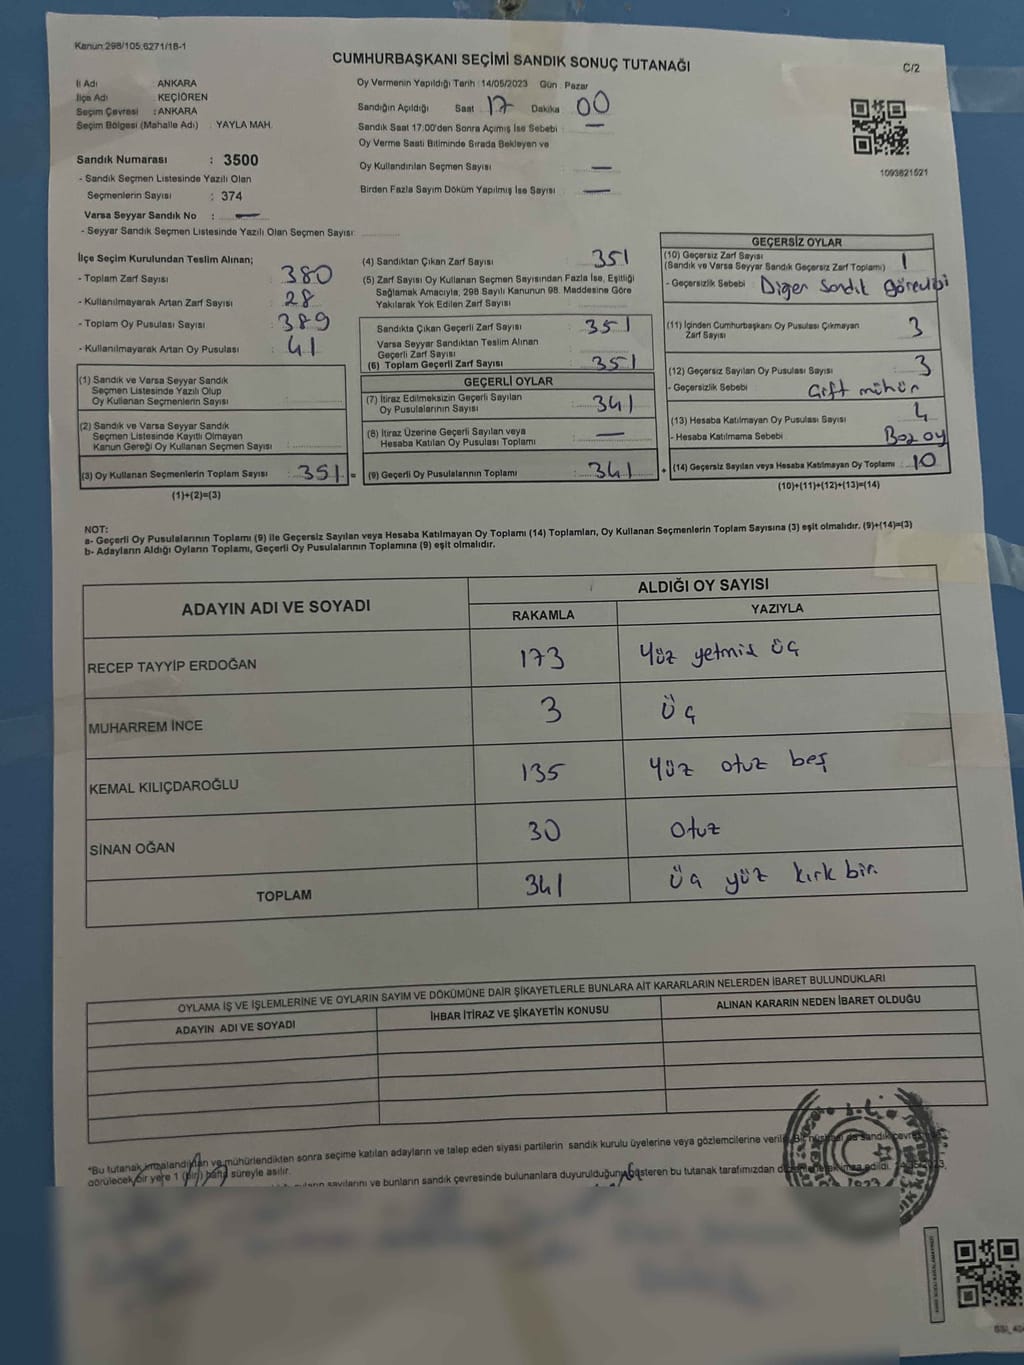 Kanun:298/105,6271/18-1
CUMHURBAŞKANI SEÇİMİ SANDIK SONUÇ TUTANAĞI
C/2
İl Adı : ANKARA
İlçe Adı : KEÇİÖREN
Seçim Çevresi : ANKARA
Seçim Bölgesi (Mahalle Adı) : YAYLA MAH.
Sandık Numarası : 3500
- Sandık Seçmen Listesinde Yazılı Olan
Seçmenlerin Sayısı : 374
Varsa Seyyar Sandık No : —
- Seyyar Sandık Seçmen Listesinde Yazılı Olan Seçmen Sayısı:
Oy Vermenin Yapıldığı Tarih : 14/05/2023 Gün : Pazar
Sandığın Açıldığı Saat 17 Dakika 00
Sandık Saat 17:00'den Sonra Açımış İse Sebebi : —
Oy Verme Saati Bitiminde Sırada Bekleyen ve
Oy Kullandırılan Seçmen Sayısı : —
Birden Fazla Sayım Döküm Yapılmış İse Sayısı : —
1093821521
İlçe Seçim Kurulundan Teslim Alınan;
- Toplam Zarf Sayısı : 380
- Kullanılmayarak Artan Zarf Sayısı : 28
- Toplam Oy Pusulası Sayısı : 389
- Kullanılmayarak Artan Oy Pusulası : 41
(1) Sandık ve Varsa Seyyar Sandık
Seçmen Listesinde Yazılı Olup
Oy Kullanan Seçmenlerin Sayısı :
(2) Sandık ve Varsa Seyyar Sandık
Seçmen Listesinde Kayıtlı Olmayan
Kanun Gereği Oy Kullanan Seçmen Sayısı :
(3) Oy Kullanan Seçmenlerin Toplam Sayısı : 351 =
(1)+(2)=(3)
(4) Sandıktan Çıkan Zarf Sayısı : 351
(5) Zarf Sayısı Oy Kullanan Seçmen Sayısından Fazla İse, Eşitliği
Sağlamak Amacıyla, 298 Sayılı Kanunun 98. Maddesine Göre
Yakılarak Yok Edilen Zarf Sayısı :
Sandıkta Çıkan Geçerli Zarf Sayısı : 351
Varsa Seyyar Sandıktan Teslim Alınan
Geçerli Zarf Sayısı :
(6) Toplam Geçerli Zarf Sayısı : 351
GEÇERLİ OYLAR
(7) İtiraz Edilmeksizin Geçerli Sayılan
Oy Pusulalarının Sayısı : 341
(8) İtiraz Üzerine Geçerli Sayılan veya
Hesaba Katılan Oy Pusulası Toplamı : —
(9) Geçerli Oy Pusulalarının Toplamı : 341 +
GEÇERSİZ OYLAR
(10) Geçersiz Zarf Sayısı
(Sandık ve Varsa Seyyar Sandık Geçersiz Zarf Toplamı) : 1
- Geçersizlik Sebebi : Diğer Sandık görevlisi
(11) İçinden Cumhurbaşkanı Oy Pusulası Çıkmayan
Zarf Sayısı : 3
(12) Geçersiz Sayılan Oy Pusulası Sayısı : 3
- Geçersizlik Sebebi : Çift mühür
(13) Hesaba Katılmayan Oy Pusulası Sayısı : 4
- Hesaba Katılmama Sebebi : Boz oy
(14) Geçersiz Sayılan veya Hesaba Katılmayan Oy Toplamı : 10
(10)+(11)+(12)+(13)=(14)
NOT:
a- Geçerli Oy Pusulalarının Toplamı (9) ile Geçersiz Sayılan veya Hesaba Katılmayan Oy Toplamı (14) Toplamları, Oy Kullanan Seçmenlerin Toplam Sayısına (3) eşit olmalıdır. (9)+(14)=(3)
b- Adayların Aldığı Oyların Toplamı, Geçerli Oy Pusulalarının Toplamına (9) eşit olmalıdır.
ADAYIN ADI VE SOYADI
ALDIĞI OY SAYISI
RAKAMLA YAZIYLA
RECEP TAYYİP ERDOĞAN 173 Yüz yetmiş üç
MUHARREM İNCE 3 Üç
KEMAL KILIÇDAROĞLU 135 Yüz otuz beş
SİNAN OĞAN 30 Otuz
TOPLAM 341 Üç yüz kırk bir
OYLAMA İŞ VE İŞLEMLERİNE VE OYLARIN SAYIM VE DÖKÜMÜNE DAİR ŞİKAYETLERLE BUNLARA AİT KARARLARIN NELERDEN İBARET BULUNDUKLARI
ADAYIN ADI VE SOYADI İHBAR İTİRAZ VE ŞİKAYETİN KONUSU ALINAN KARARIN NEDEN İBARET OLDUĞU
*Bu tutanak imzalandıktan ve mühürlendikten sonra seçime katılan adayların ve talep eden siyasi partilerin sandık kurulu üyelerine veya gözlemcilerine verilir. Bir nüshası da sandık
görülecek bir yere 1 (bir) hafta süreyle asılır.
sayılarını ve bunların sandık çevresinde bulunanlara duyurulduğunu gösteren bu tutanak tarafımızdan düzenlenerek imza edildi.
1923